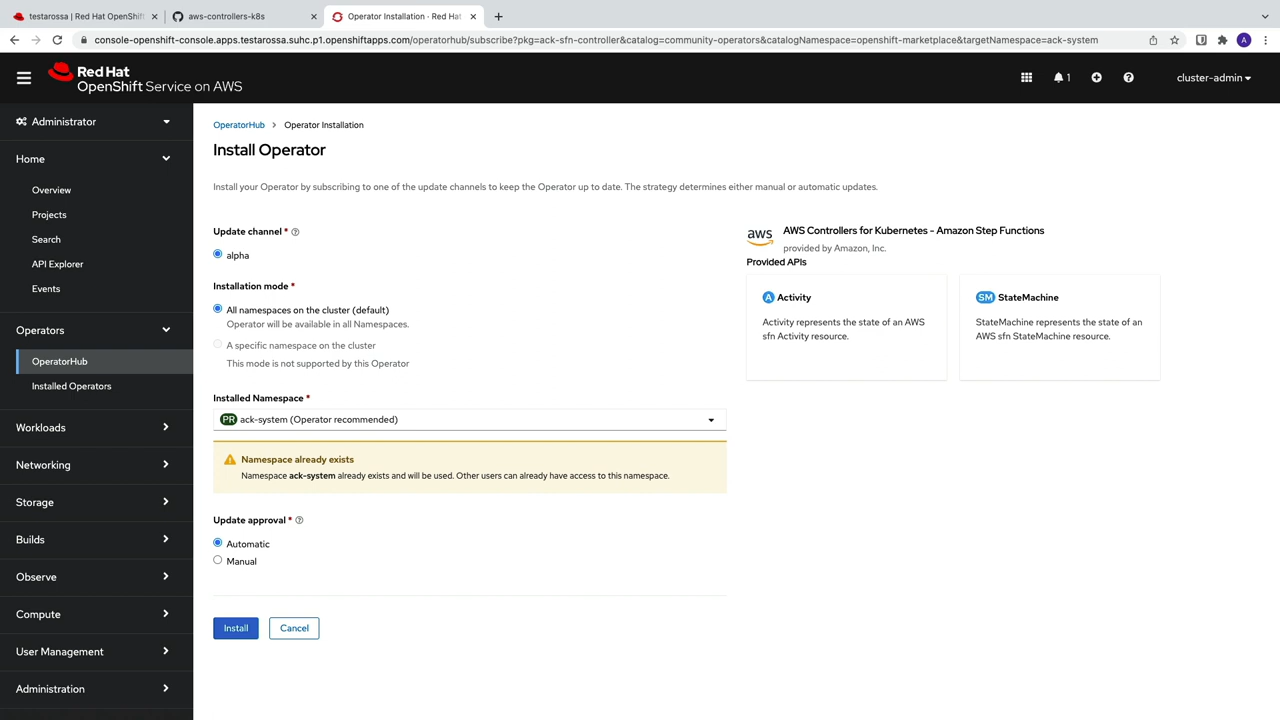 testarossa | Red Hat OpenShift
aws-controllers-k8s
Operator Installation · Red Hat
console-openshift-console.apps.testarossa.suhc.p1.openshiftapps.com/operatorhub/subscribe?pkg=ack-sfn-controller&catalog=community-operators&catalogNamespace=openshift-marketplace&targetNamespace=ack-system
A
Red Hat
OpenShift Service on AWS
1
cluster-admin
Administrator
Home
Overview
Projects
Search
API Explorer
Events
Operators
OperatorHub
Installed Operators
Workloads
Networking
Storage
Builds
Observe
Compute
User Management
Administration
OperatorHub > Operator Installation
Install Operator
Install your Operator by subscribing to one of the update channels to keep the Operator up to date. The strategy determines either manual or automatic updates.
Update channel *
alpha
Installation mode *
All namespaces on the cluster (default)
Operator will be available in all Namespaces.
A specific namespace on the cluster
This mode is not supported by this Operator
Installed Namespace *
PR ack-system (Operator recommended)
Namespace already exists
Namespace ack-system already exists and will be used. Other users can already have access to this namespace.
Update approval *
Automatic
Manual
Install
Cancel
aws
AWS Controllers for Kubernetes - Amazon Step Functions
provided by Amazon, Inc.
Provided APIs
A Activity
Activity represents the state of an AWS
sfn Activity resource.
SM StateMachine
StateMachine represents the state of an
AWS sfn StateMachine resource.